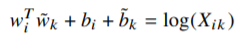 $w_i^T \tilde{w}_k + b_i + \tilde{b}_k = \log(X_{ik})$